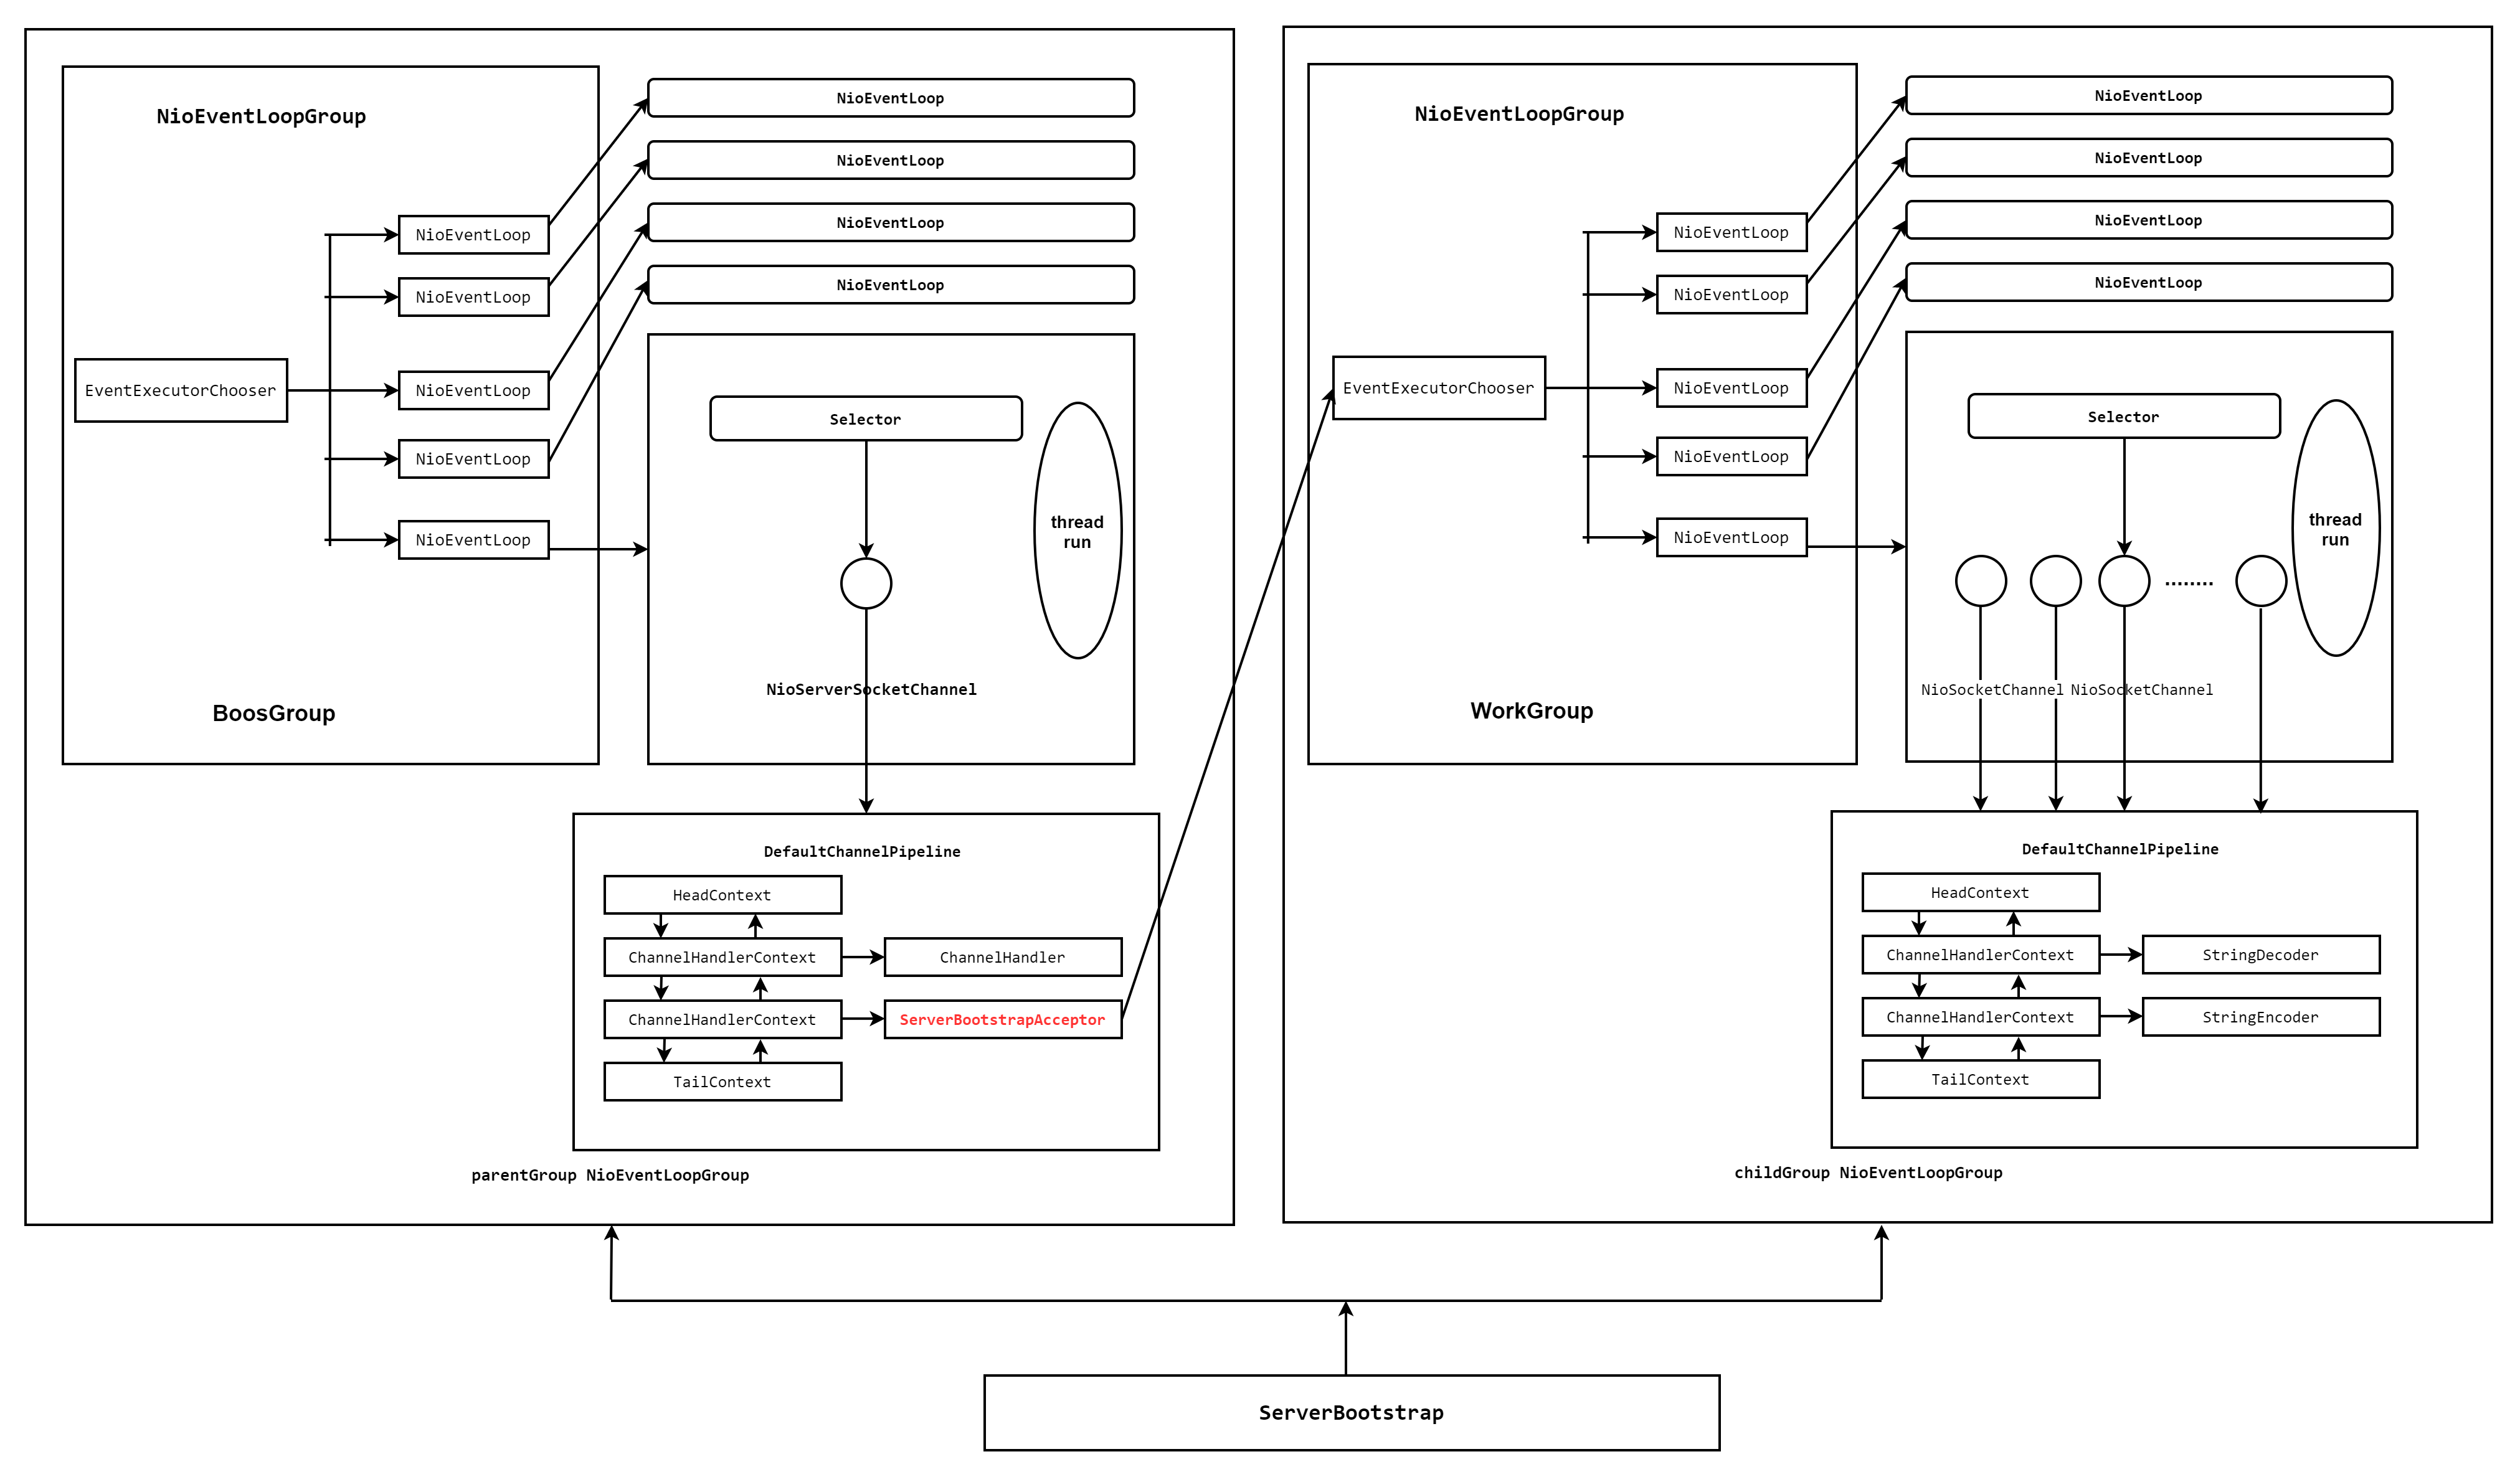 NioEventLoopGroup
NioEventLoop
NioEventLoop
NioEventLoop
NioEventLoop
NioEventLoop
NioEventLoop
EventExecutorChooser
NioEventLoop
NioEventLoop
NioEventLoop
BoosGroup
Selector
thread
run
NioServerSocketChannel
DefaultChannelPipeline
HeadContext
ChannelHandlerContext
ChannelHandler
ChannelHandlerContext
ServerBootstrapAcceptor
TailContext
parentGroup NioEventLoopGroup
NioEventLoopGroup
NioEventLoop
NioEventLoop
NioEventLoop
NioEventLoop
NioEventLoop
NioEventLoop
EventExecutorChooser
NioEventLoop
NioEventLoop
NioEventLoop
WorkGroup
Selector
thread
run
........
NioSocketChannel
NioSocketChannel
DefaultChannelPipeline
HeadContext
ChannelHandlerContext
StringDecoder
ChannelHandlerContext
StringEncoder
TailContext
childGroup NioEventLoopGroup
ServerBootstrap